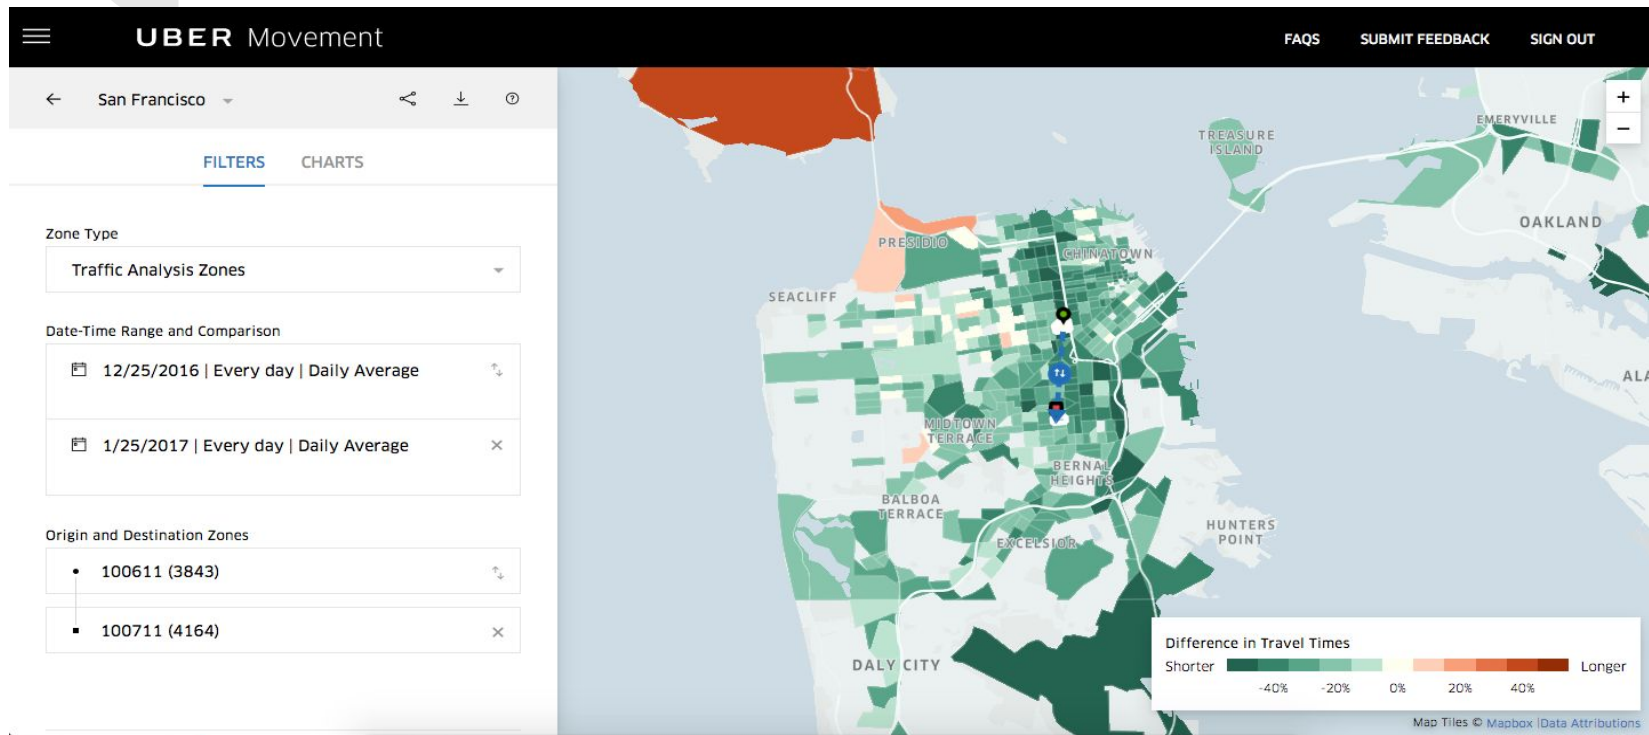 UBER Movement
FAQS
SUBMIT FEEDBACK
SIGN OUT
San Francisco
FILTERS
CHARTS
Zone Type
Traffic Analysis Zones
Date-Time Range and Comparison
12/25/2016 | Every day | Daily Average
1/25/2017 | Every day | Daily Average
Origin and Destination Zones
100611 (3843)
100711 (4164)
EMERYVILLE
TREASURE
ISLAND
OAKLAND
PRESIDIO
CHINATOWN
SEACLIFF
ALA
MIDTOWN
TERRACE
BERNAL
HEIGHTS
BALBOA
TERRACE
HUNTERS
POINT
EXCELSIOR
DALY CITY
Difference in Travel Times
Shorter
Longer
-40%
-20%
0%
20%
40%
Map Tiles © Mapbox |Data Attributions